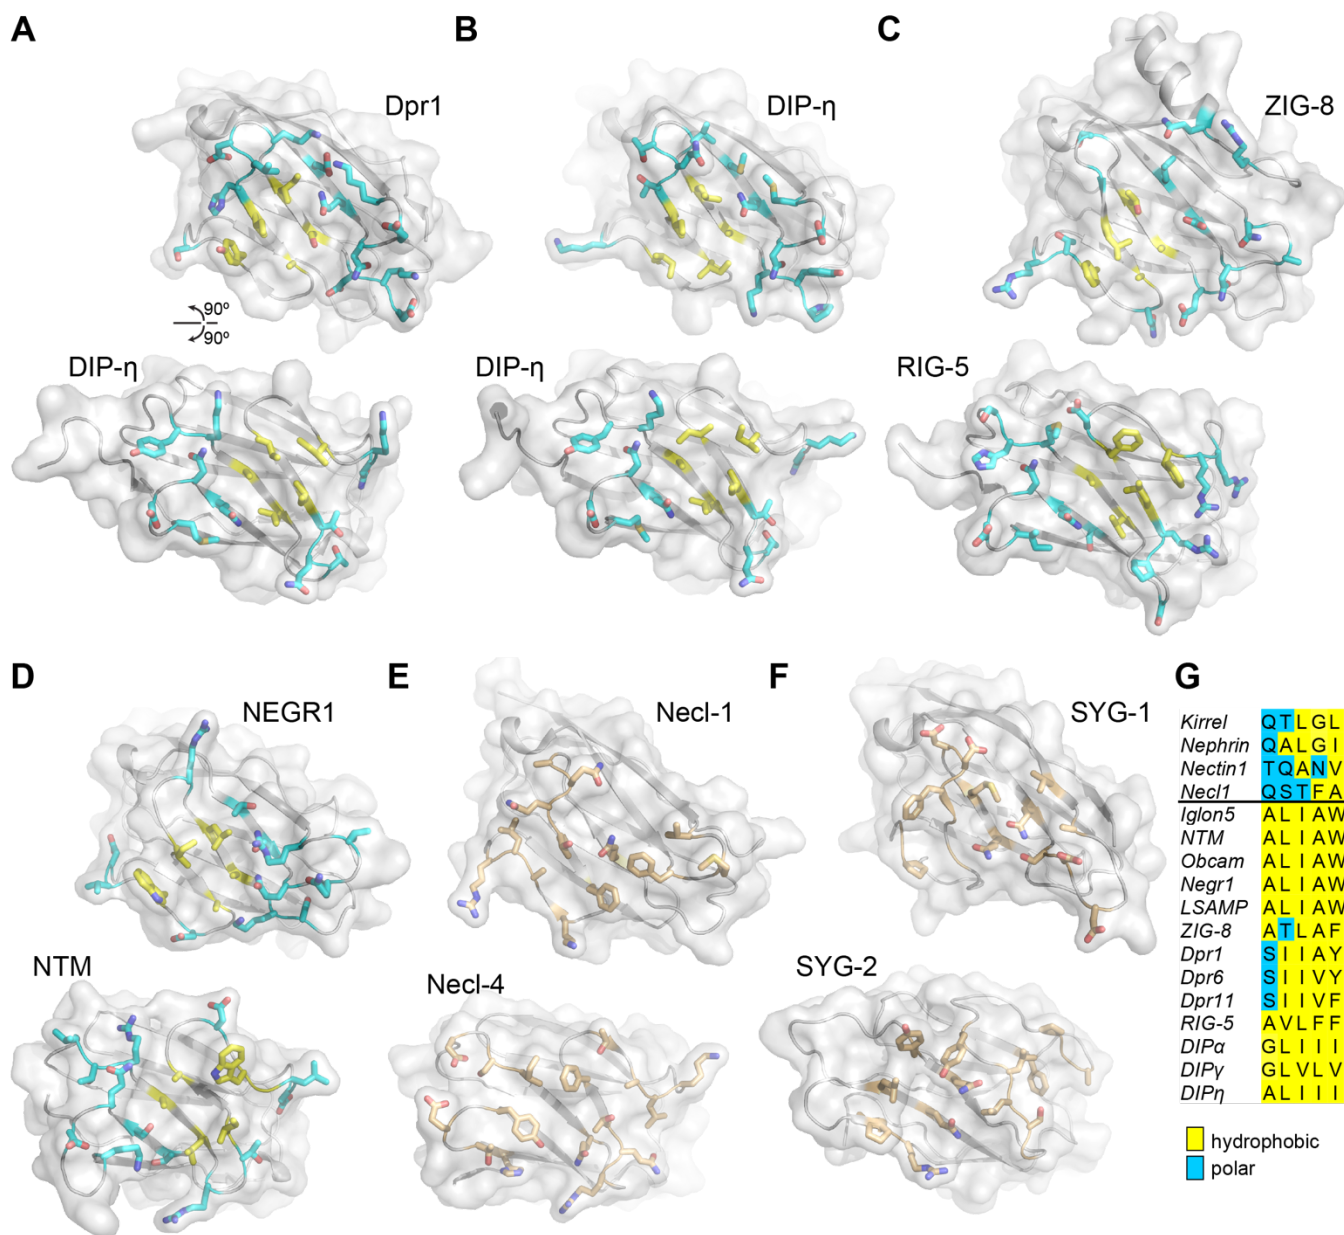 A
B
C
Dpr1
DIP-η
ZIG-8
90º
90º
DIP-η
DIP-η
RIG-5
D
E
F
G
NEGR1
Necl-1
SYG-1
NTM
Necl-4
SYG-2
Kirrel Q T L G L
Nephrin Q A L G I
Nectin1 T Q A N V
Necl1 Q S T F A
Iglon5 A L I A W
NTM A L I A W
Obcam A L I A W
Negr1 A L I A W
LSAMP A L I A W
ZIG-8 A T L A F
Dpr1 S I I A Y
Dpr6 S I I V Y
Dpr11 S I I V F
RIG-5 A V L F F
DIPα G L I I I
DIPγ G L V L V
DIPη A L I I I
hydrophobic
polar